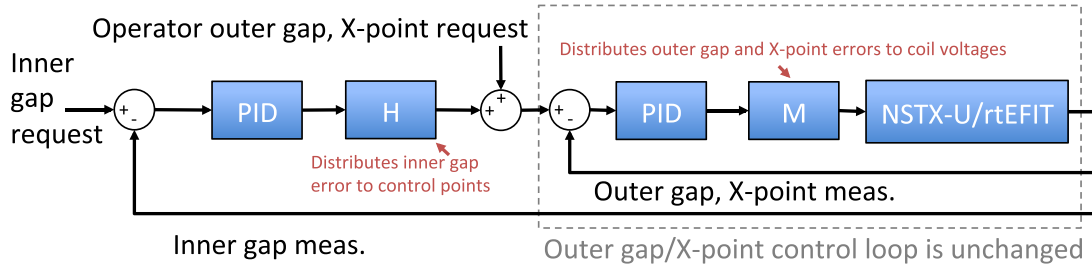 Operator outer gap, X-point request
Distributes outer gap and X-point errors to coil voltages
Inner
gap
request
+
-
PID
H
+
+
+
-
PID
M
NSTX-U/rtEFIT
Distributes inner gap
error to control points
Outer gap, X-point meas.
Inner gap meas.
Outer gap/X-point control loop is unchanged